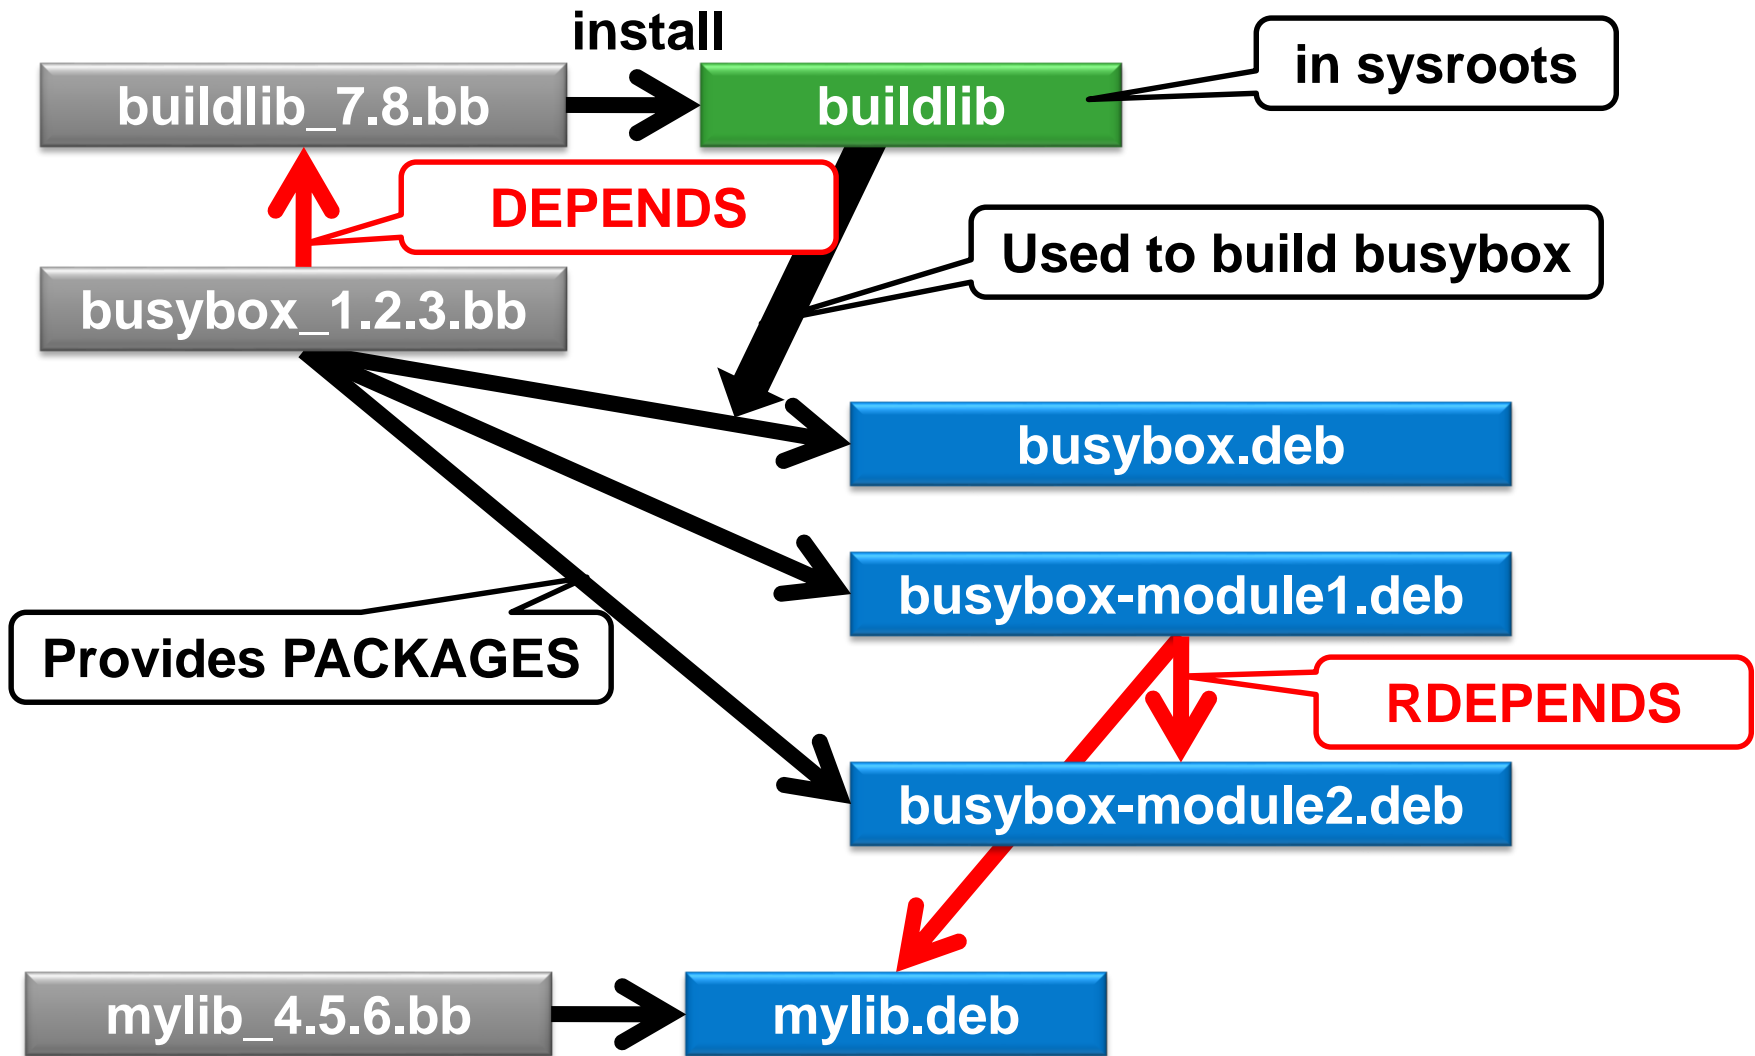 install
in sysroots
buildlib_7.8.bb
buildlib
DEPENDS
Used to build busybox
busybox_1.2.3.bb
busybox.deb
busybox-module1.deb
Provides PACKAGES
RDEPENDS
busybox-module2.deb
mylib_4.5.6.bb
mylib.deb